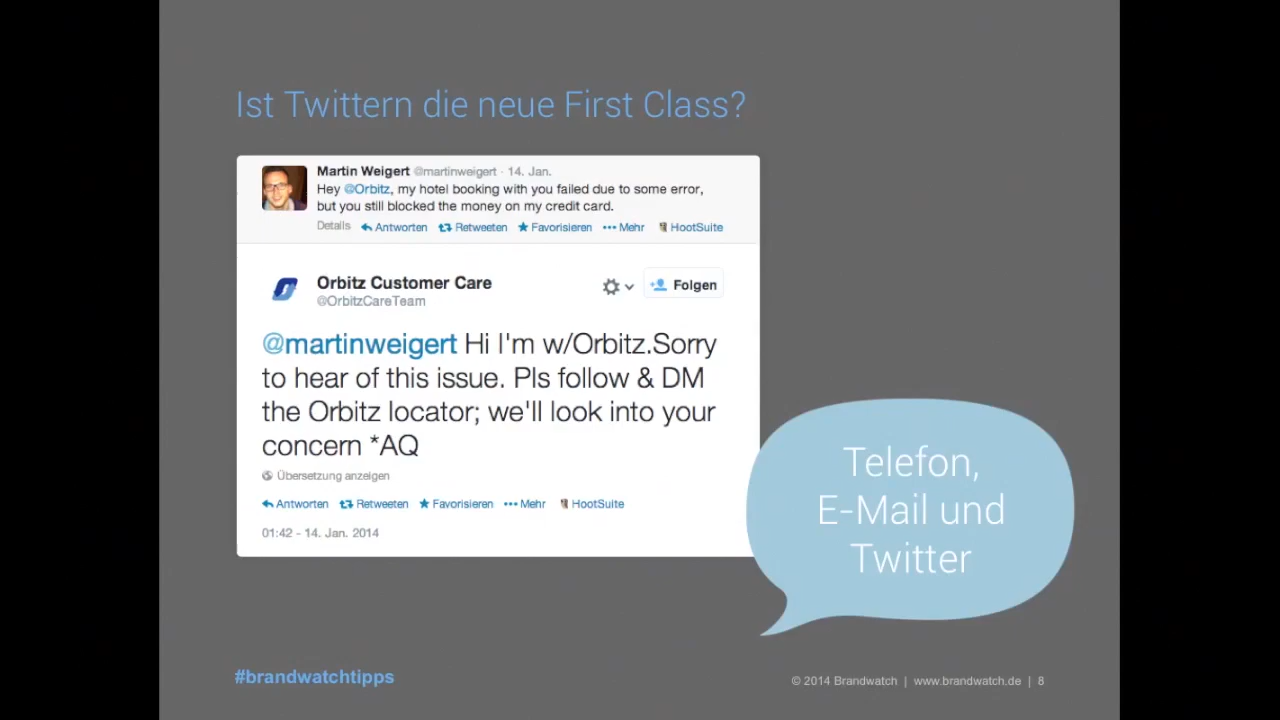 Ist Twittern die neue First Class?
Martin Weigert @martinweigert · 14. Jan.
Hey @Orbitz, my hotel booking with you failed due to some error,
but you still blocked the money on my credit card.
Details Antworten Retweeten Favorisieren Mehr HootSuite
Orbitz Customer Care
@OrbitzCareTeam
Folgen
@martinweigert Hi I'm w/Orbitz.Sorry
to hear of this issue. Pls follow & DM
the Orbitz locator; we'll look into your
concern *AQ
Übersetzung anzeigen
Antworten Retweeten Favorisieren Mehr HootSuite
01:42 - 14. Jan. 2014
Telefon,
E-Mail und
Twitter
#brandwatchtipps
© 2014 Brandwatch | www.brandwatch.de | 8